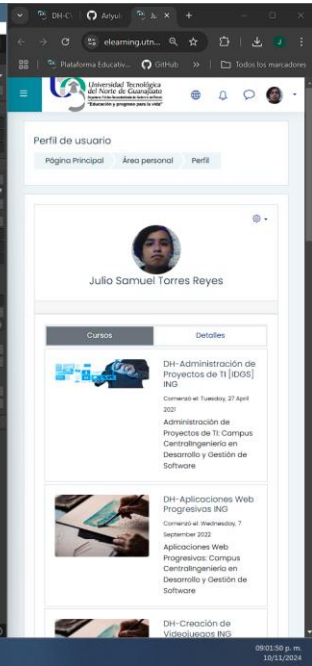 DH-C\
Arlyul
elearning.utn...
Plataforma Educativ...
GitHub
Todos los marcadores
Universidad Tecnológica
del Norte de Guanajuato
"Educación y progreso para la vida"
Perfil de usuario
Página Principal
Área personal
Perfil
Julio Samuel Torres Reyes
Cursos
Detalles
DH-Administración de
Proyectos de TI [IDGS]
ING
Comenzó el: Tuesday, 27 April
2021
Administración de
Proyectos de TI: Campus
CentralIngeniería en
Desarrollo y Gestión de
Software
DH-Aplicaciones Web
Progresivas ING
Comenzó el: Wednesday, 7
September 2022
Aplicaciones Web
Progresivas: Campus
CentralIngeniería en
Desarrollo y Gestión de
Software
DH-Creación de
Videojuegos ING
09:01:50 p. m.
10/11/2024